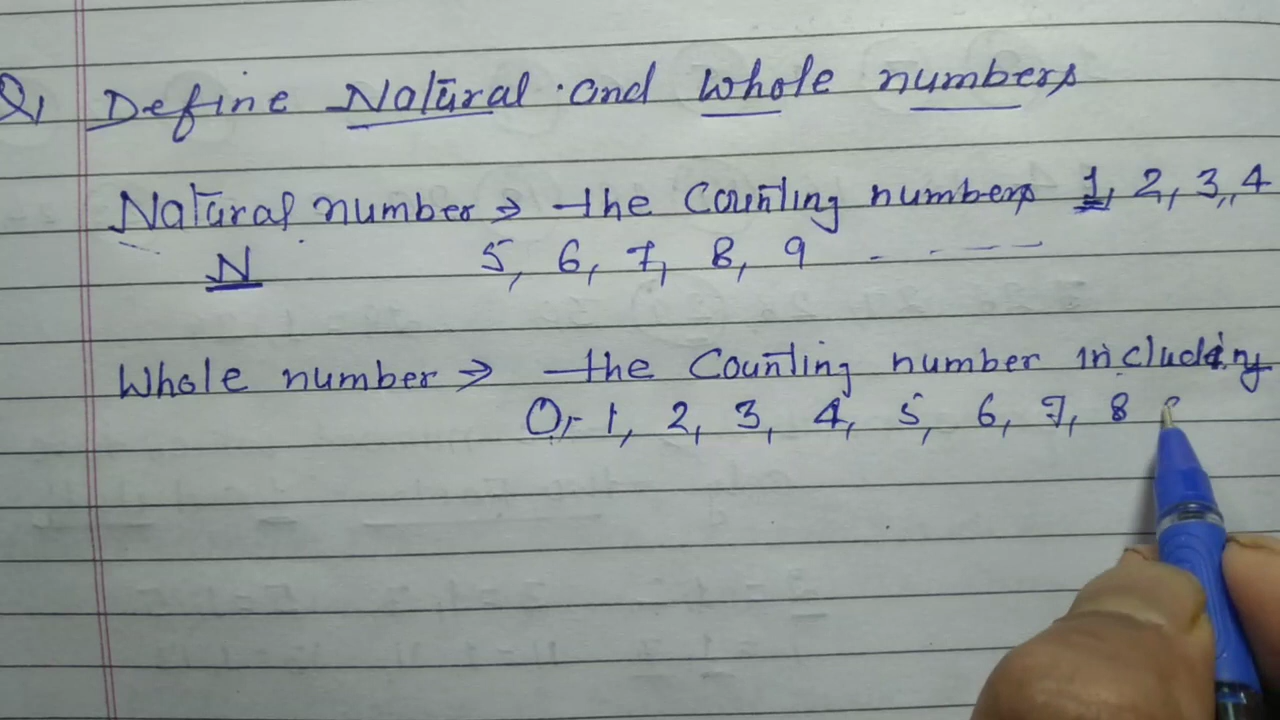 Q1 Define Natural and Whole numbers
Natural number → the Counting numbers 1, 2, 3, 4
N 5, 6, 7, 8, 9 - - - - -
Whole number → the Counting number including
0, 1, 2, 3, 4, 5, 6, 7, 8